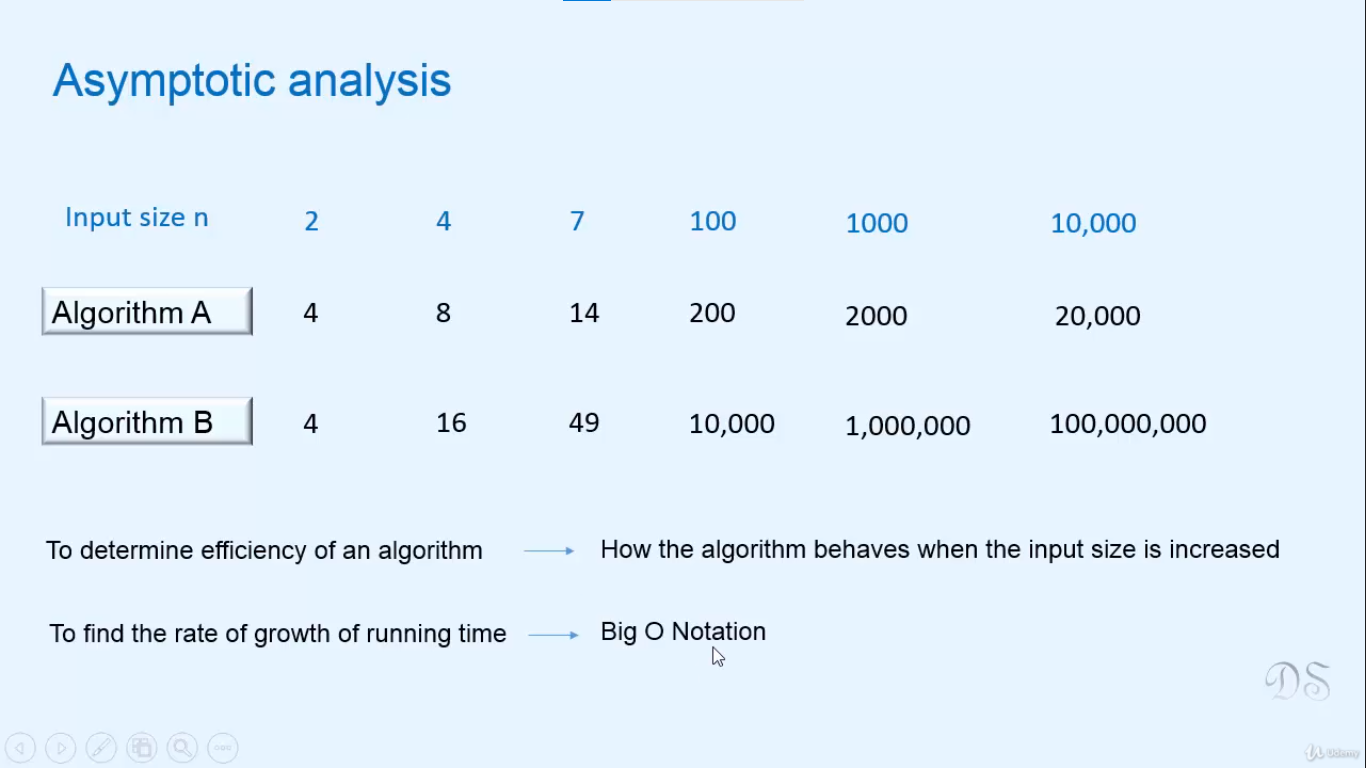 Asymptotic analysis
Input size n 2 4 7 100 1000 10,000
Algorithm A 4 8 14 200 2000 20,000
Algorithm B 4 16 49 10,000 1,000,000 100,000,000
To determine efficiency of an algorithm How the algorithm behaves when the input size is increased
To find the rate of growth of running time Big O Notation
DS
Udemy